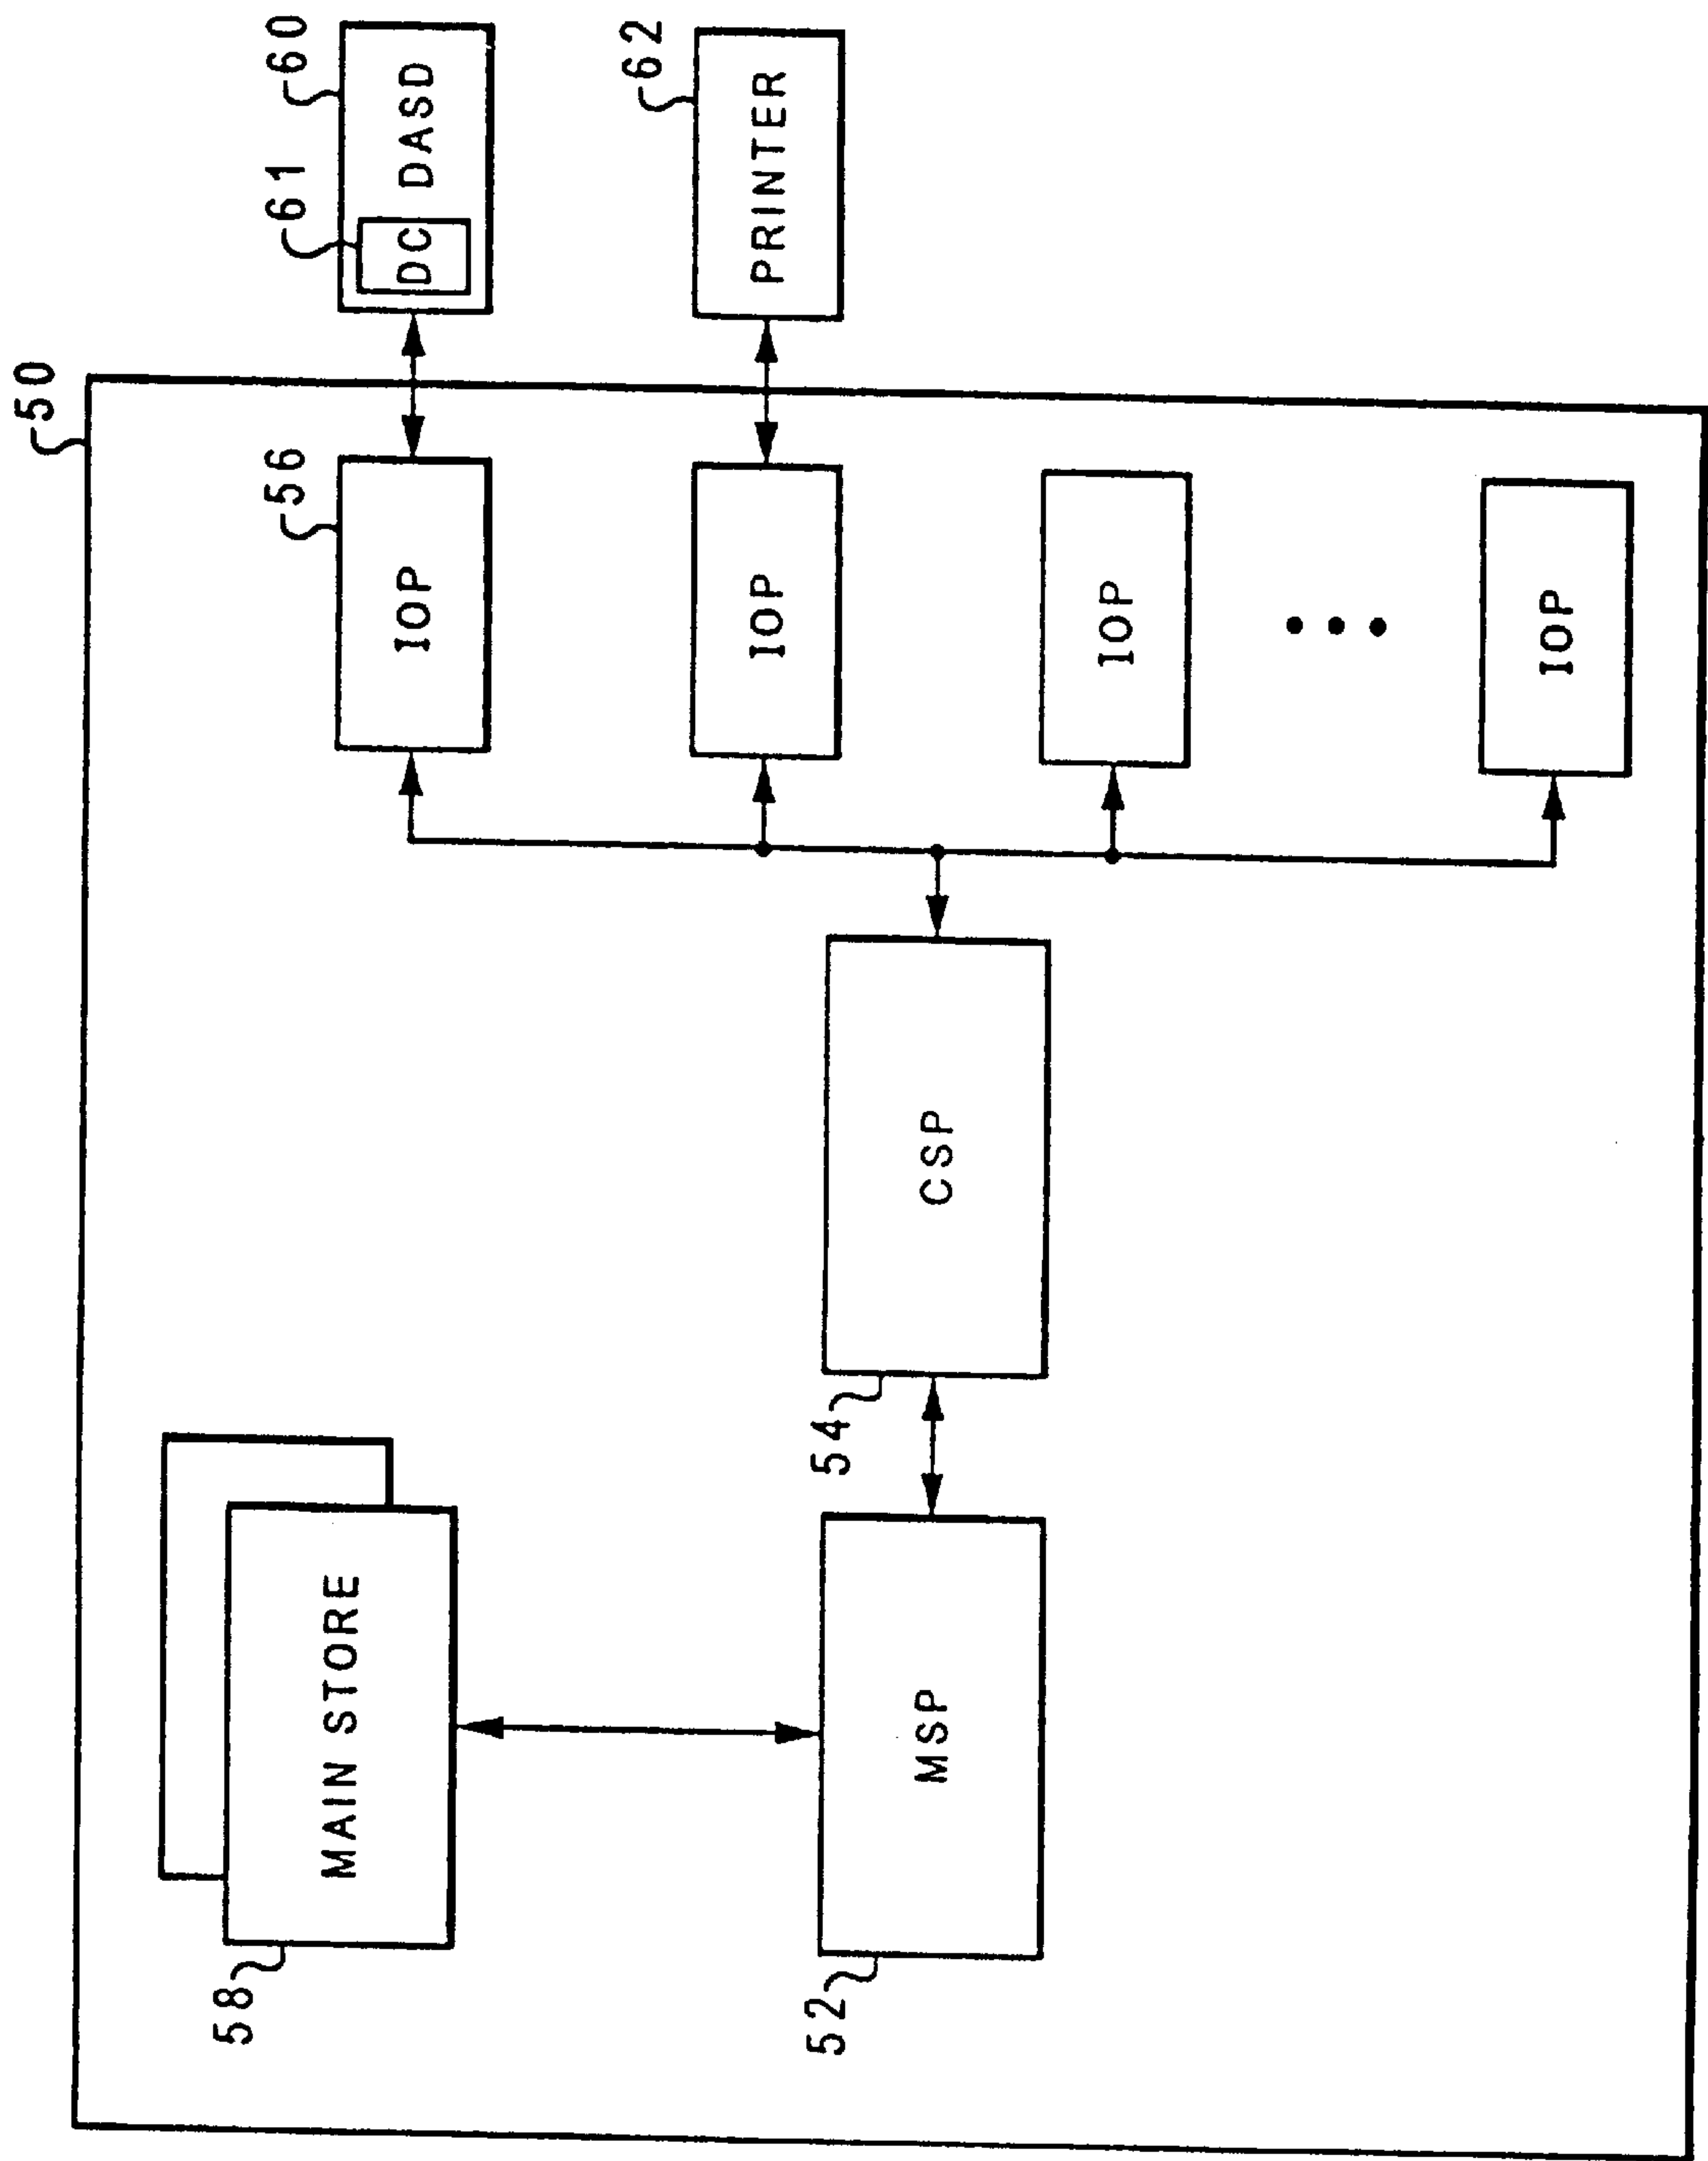 50
58
MAIN STORE
52
MSP
54
CSP
56
IOP
IOP
IOP
IOP
60
61
DC
DASD
62
PRINTER